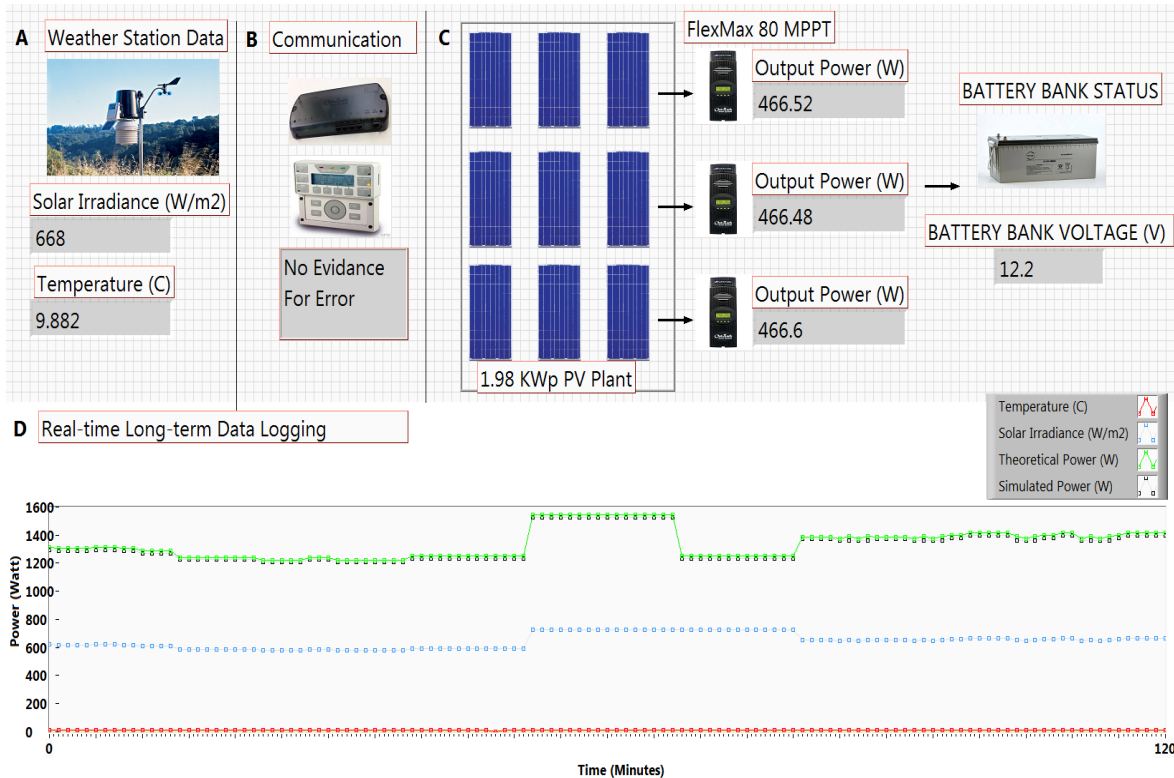 A Weather Station Data
Solar Irradiance (W/m2)
668
Temperature (C)
9.882
B Communication
No Evidance
For Error
C
FlexMax 80 MPPT
Output Power (W)
466.52
Output Power (W)
466.48
Output Power (W)
466.6
1.98 KWp PV Plant
BATTERY BANK STATUS
BATTERY BANK VOLTAGE (V)
12.2
D Real-time Long-term Data Logging
Temperature (C)
Solar Irradiance (W/m2)
Theoretical Power (W)
Simulated Power (W)
Power (Watt)
1600
1400
1200
1000
800
600
400
200
0
0
120
Time (Minutes)